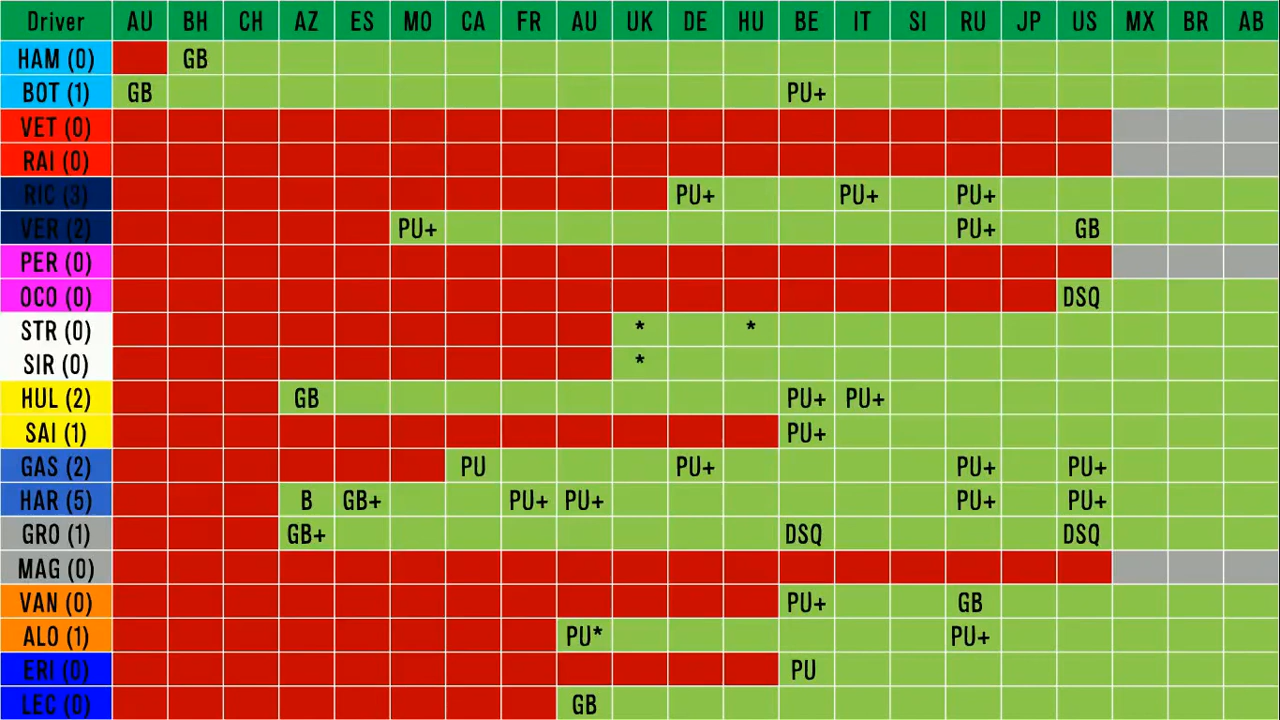 Driver AU BH CH AZ ES MO CA FR AU UK DE HU BE IT SI RU JP US MX BR AB
HAM (0) GB
BOT (1) GB PU+
VET (0)
RAI (0)
RIC (3) PU+ PU+ PU+
VER (2) PU+ PU+ GB
PER (0)
OCO (0) DSQ
STR (0) * *
SIR (0) *
HUL (2) GB PU+ PU+
SAI (1) PU+
GAS (2) PU PU+ PU+ PU+
HAR (5) B GB+ PU+ PU+ PU+ PU+
GRO (1) GB+ DSQ DSQ
MAG (0)
VAN (0) PU+ GB
ALO (1) PU* PU+
ERI (0) PU
LEC (0) GB